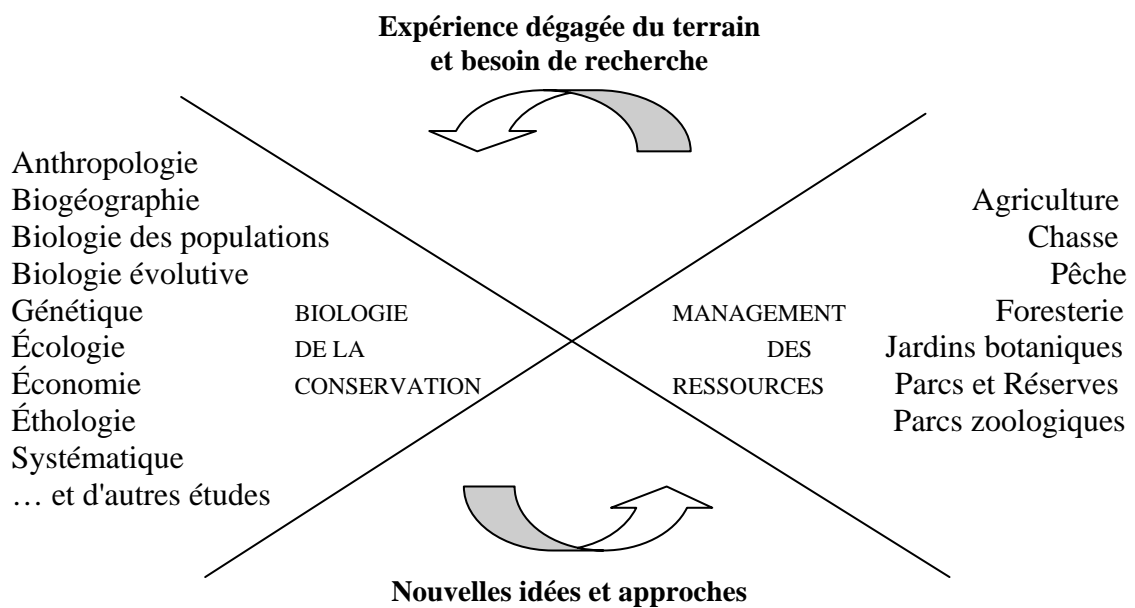 Expérience dégagée du terrain
et besoin de recherche
Anthropologie
Biogéographie
Biologie des populations
Biologie évolutive
Génétique
Écologie
Économie
Éthologie
Systématique
… et d'autres études
BIOLOGIE
DE LA
CONSERVATION
MANAGEMENT
DES
RESSOURCES
Agriculture
Chasse
Pêche
Foresterie
Jardins botaniques
Parcs et Réserves
Parcs zoologiques
Nouvelles idées et approches